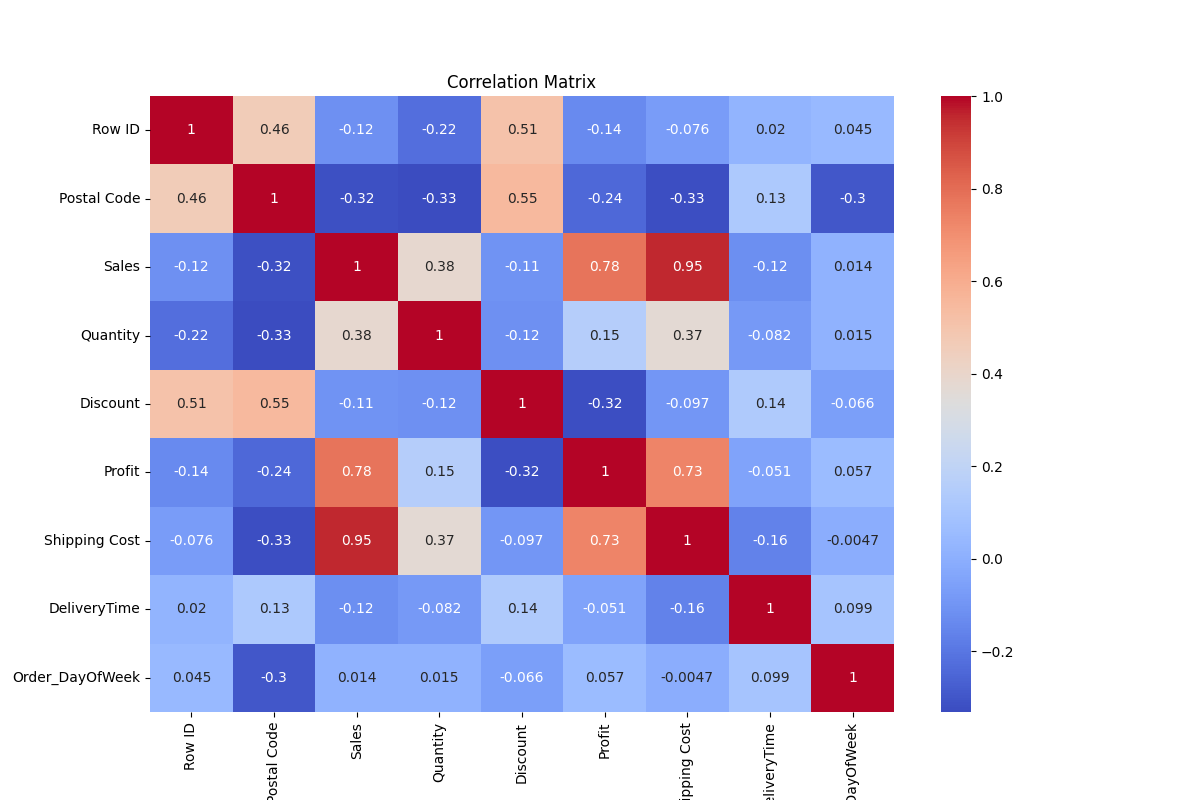 Correlation Matrix
Row ID 1 0.46 -0.12 -0.22 0.51 -0.14 -0.076 0.02 0.045
Postal Code 0.46 1 -0.32 -0.33 0.55 -0.24 -0.33 0.13 -0.3
Sales -0.12 -0.32 1 0.38 -0.11 0.78 0.95 -0.12 0.014
Quantity -0.22 -0.33 0.38 1 -0.12 0.15 0.37 -0.082 0.015
Discount 0.51 0.55 -0.11 -0.12 1 -0.32 -0.097 0.14 -0.066
Profit -0.14 -0.24 0.78 0.15 -0.32 1 0.73 -0.051 0.057
Shipping Cost -0.076 -0.33 0.95 0.37 -0.097 0.73 1 -0.16 -0.0047
DeliveryTime 0.02 0.13 -0.12 -0.082 0.14 -0.051 -0.16 1 0.099
Order_DayOfWeek 0.045 -0.3 0.014 0.015 -0.066 0.057 -0.0047 0.099 1
Row ID
Postal Code
Sales
Quantity
Discount
Profit
ipping Cost
eliveryTime
DayOfWeek
1.0
0.8
0.6
0.4
0.2
0.0
−0.2